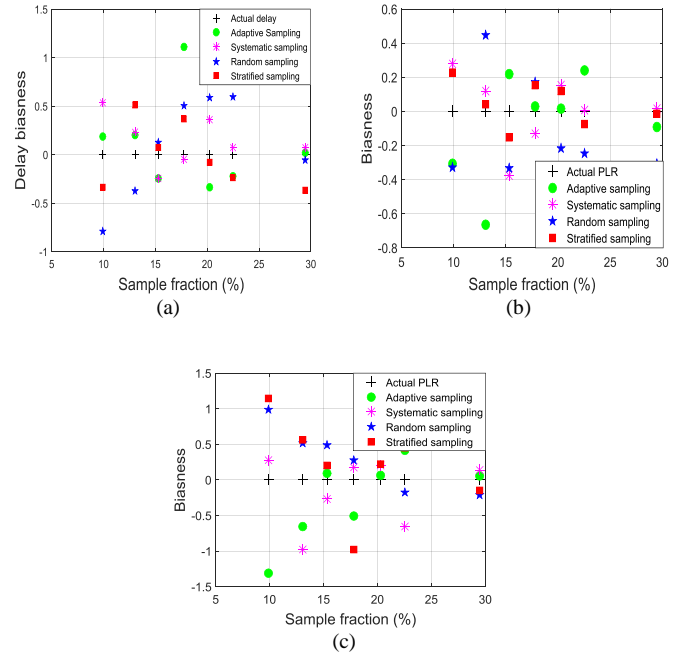 1.5
1
0.5
0
-0.5
-1
5
10
15
20
25
30
Delay biasness
Sample fraction (%)
Actual delay
Adaptive Sampling
Systematic sampling
Random sampling
Stratified sampling
(a)
0.6
0.4
0.2
0
-0.2
-0.4
-0.6
-0.8
5
10
15
20
25
30
Biasness
Sample fraction (%)
Actual PLR
Adaptive sampling
Systematic sampling
Random sampling
Stratified sampling
(b)
1.5
1
0.5
0
-0.5
-1
-1.5
5
10
15
20
25
30
Biasness
Sample fraction (%)
Actual PLR
Adaptive sampling
Systematic sampling
Random sampling
Stratified sampling
(c)